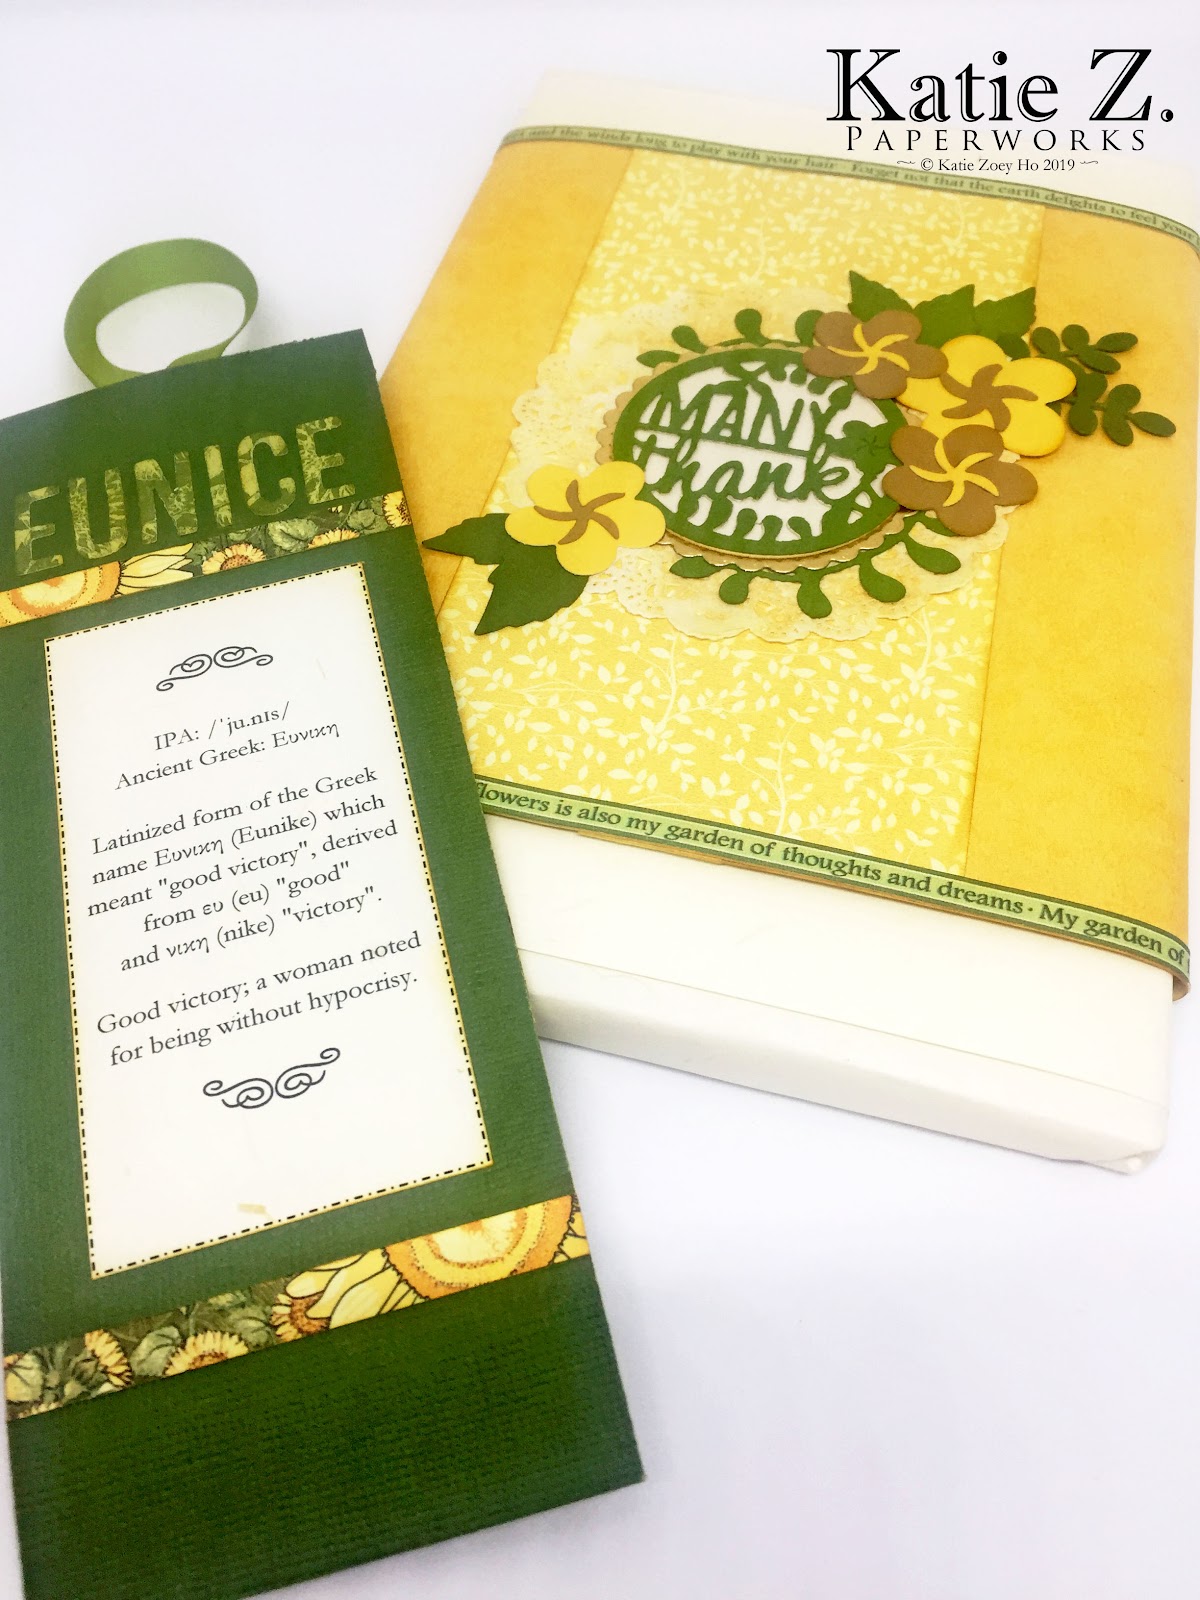 Katie Z.
PAPERWORKS
© Katie Zoey Ho 2019
and the winds long to play with your hair · Forget not that the earth delights to feel your
MANY
thank
flowers is also my garden of thoughts and dreams · My garden of
EUNICE
IPA: /ˈju.nɪs/
Ancient Greek: Ευνικη
Latinized form of the Greek
name Ευνικη (Eunike) which
meant "good victory", derived
from ευ (eu) "good"
and νικη (nike) "victory".
Good victory; a woman noted
for being without hypocrisy.